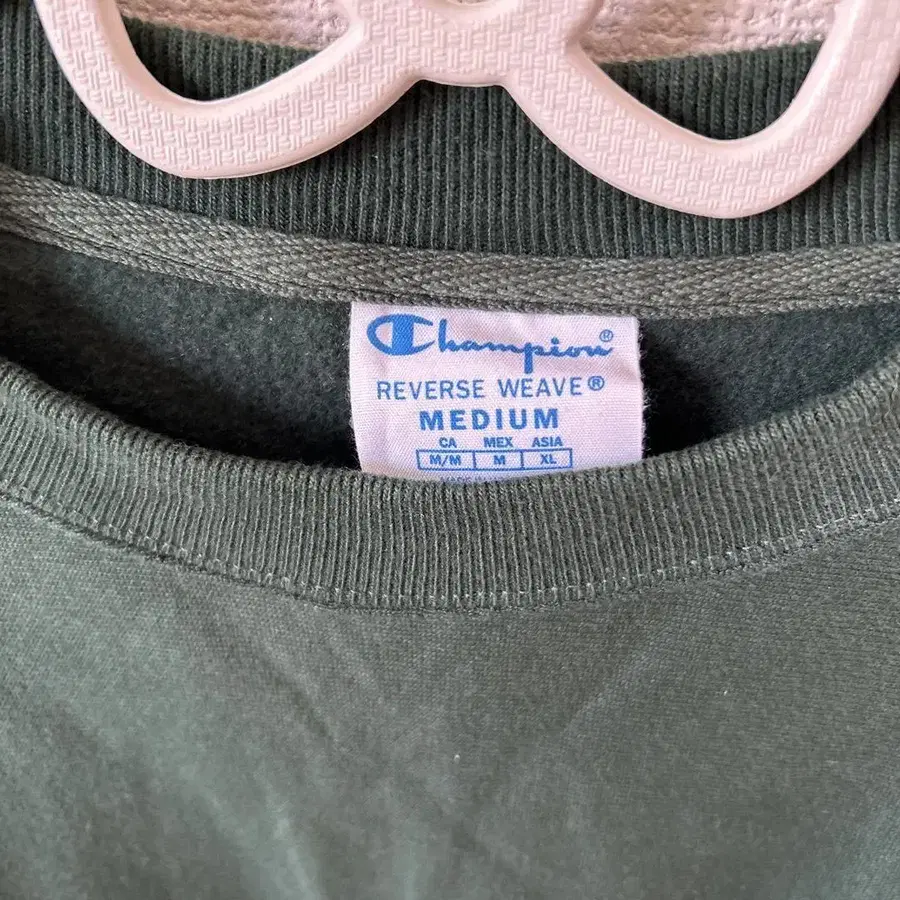 Champion®
REVERSE WEAVE®
MEDIUM
CA MEX ASIA
M/M M XL